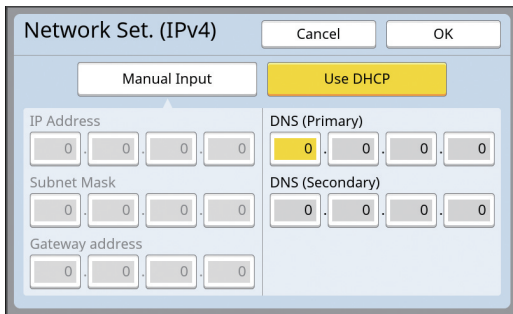 Network Set. (IPv4)
Cancel
OK
Manual Input
Use DHCP
IP Address
0 . 0 . 0 . 0
Subnet Mask
0 . 0 . 0 . 0
Gateway address
0 . 0 . 0 . 0
DNS (Primary)
0 . 0 . 0 . 0
DNS (Secondary)
0 . 0 . 0 . 0